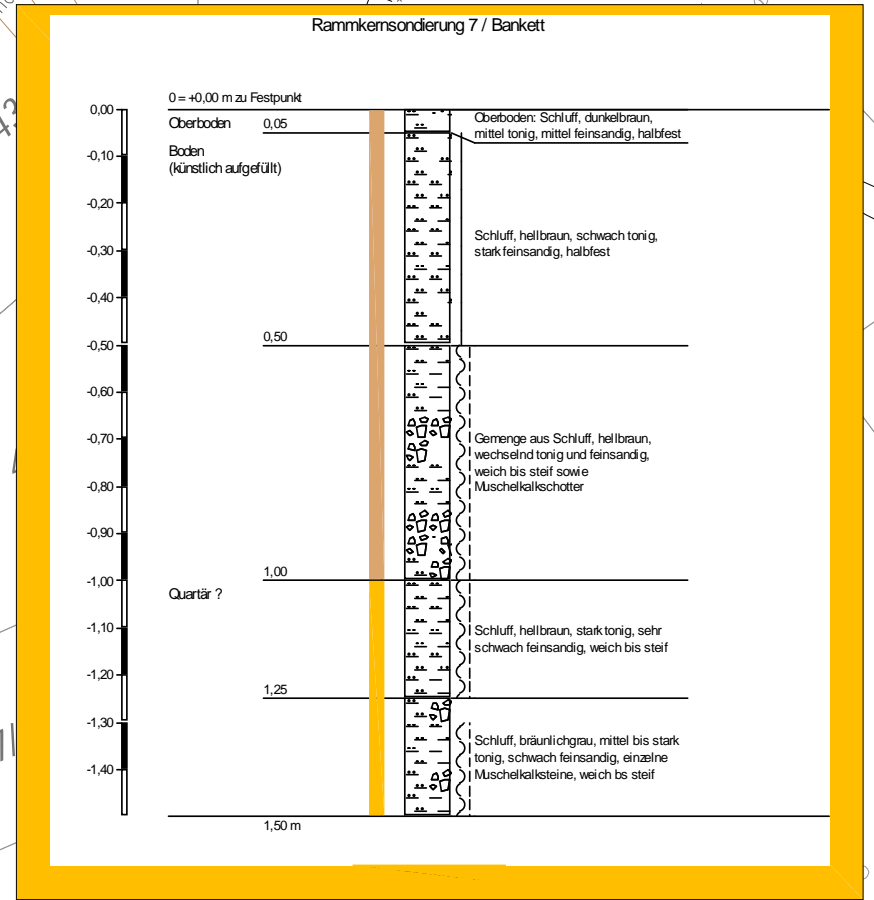 Rammkernsondierung 7 / Bankett
0 = +0,00 m zu Festpunkt
0,00
Oberboden
0,05
Oberboden: Schluff, dunkelbraun,
mittel tonig, mittel feinsandig, halbfest
Boden
(künstlich aufgefüllt)
-0,10
-0,20
Schluff, hellbraun, schwach tonig,
stark feinsandig, halbfest
-0,30
-0,40
0,50
-0,50
-0,60
Gemenge aus Schluff, hellbraun,
wechselnd tonig und feinsandig,
weich bis steif sowie
Muschelkalkschotter
-0,70
-0,80
-0,90
1,00
-1,00
Quartär ?
-1,10
Schluff, hellbraun, stark tonig, sehr
schwach feinsandig, weich bis steif
-1,20
1,25
-1,30
Schluff, bräunlichgrau, mittel bis stark
tonig, schwach feinsandig, einzelne
Muschelkalksteine, weich bs steif
-1,40
1,50 m